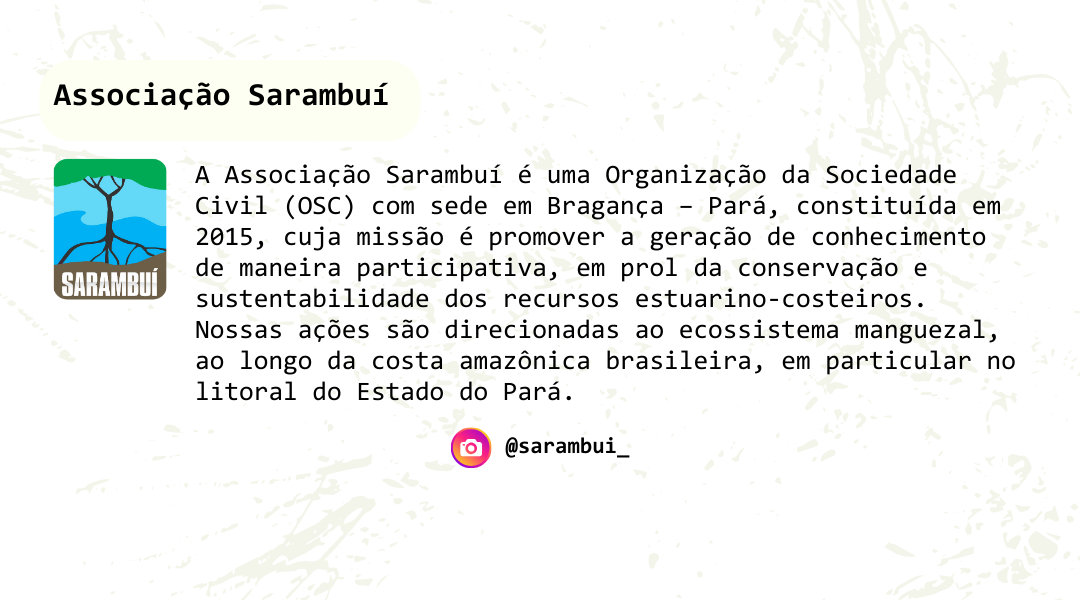 Associação Sarambuí
SARAMBUÍ
A Associação Sarambuí é uma Organização da Sociedade
Civil (OSC) com sede em Bragança – Pará, constituída em
2015, cuja missão é promover a geração de conhecimento
de maneira participativa, em prol da conservação e
sustentabilidade dos recursos estuarino-costeiros.
Nossas ações são direcionadas ao ecossistema manguezal,
ao longo da costa amazônica brasileira, em particular no
litoral do Estado do Pará.
@sarambui_